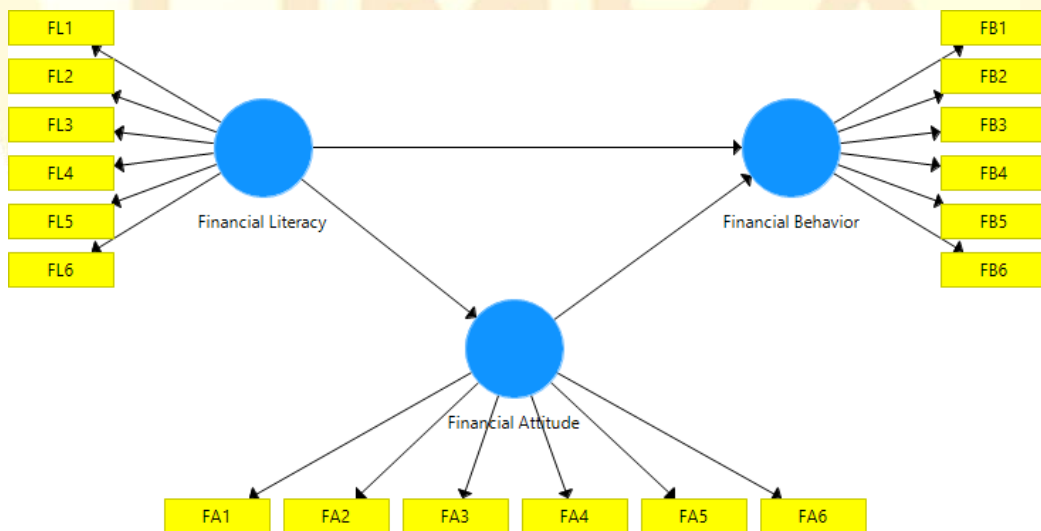 FL1
FL2
FL3
FL4
FL5
FL6
Financial Literacy
FB1
FB2
FB3
FB4
FB5
FB6
Financial Behavior
Financial Attitude
FA1
FA2
FA3
FA4
FA5
FA6